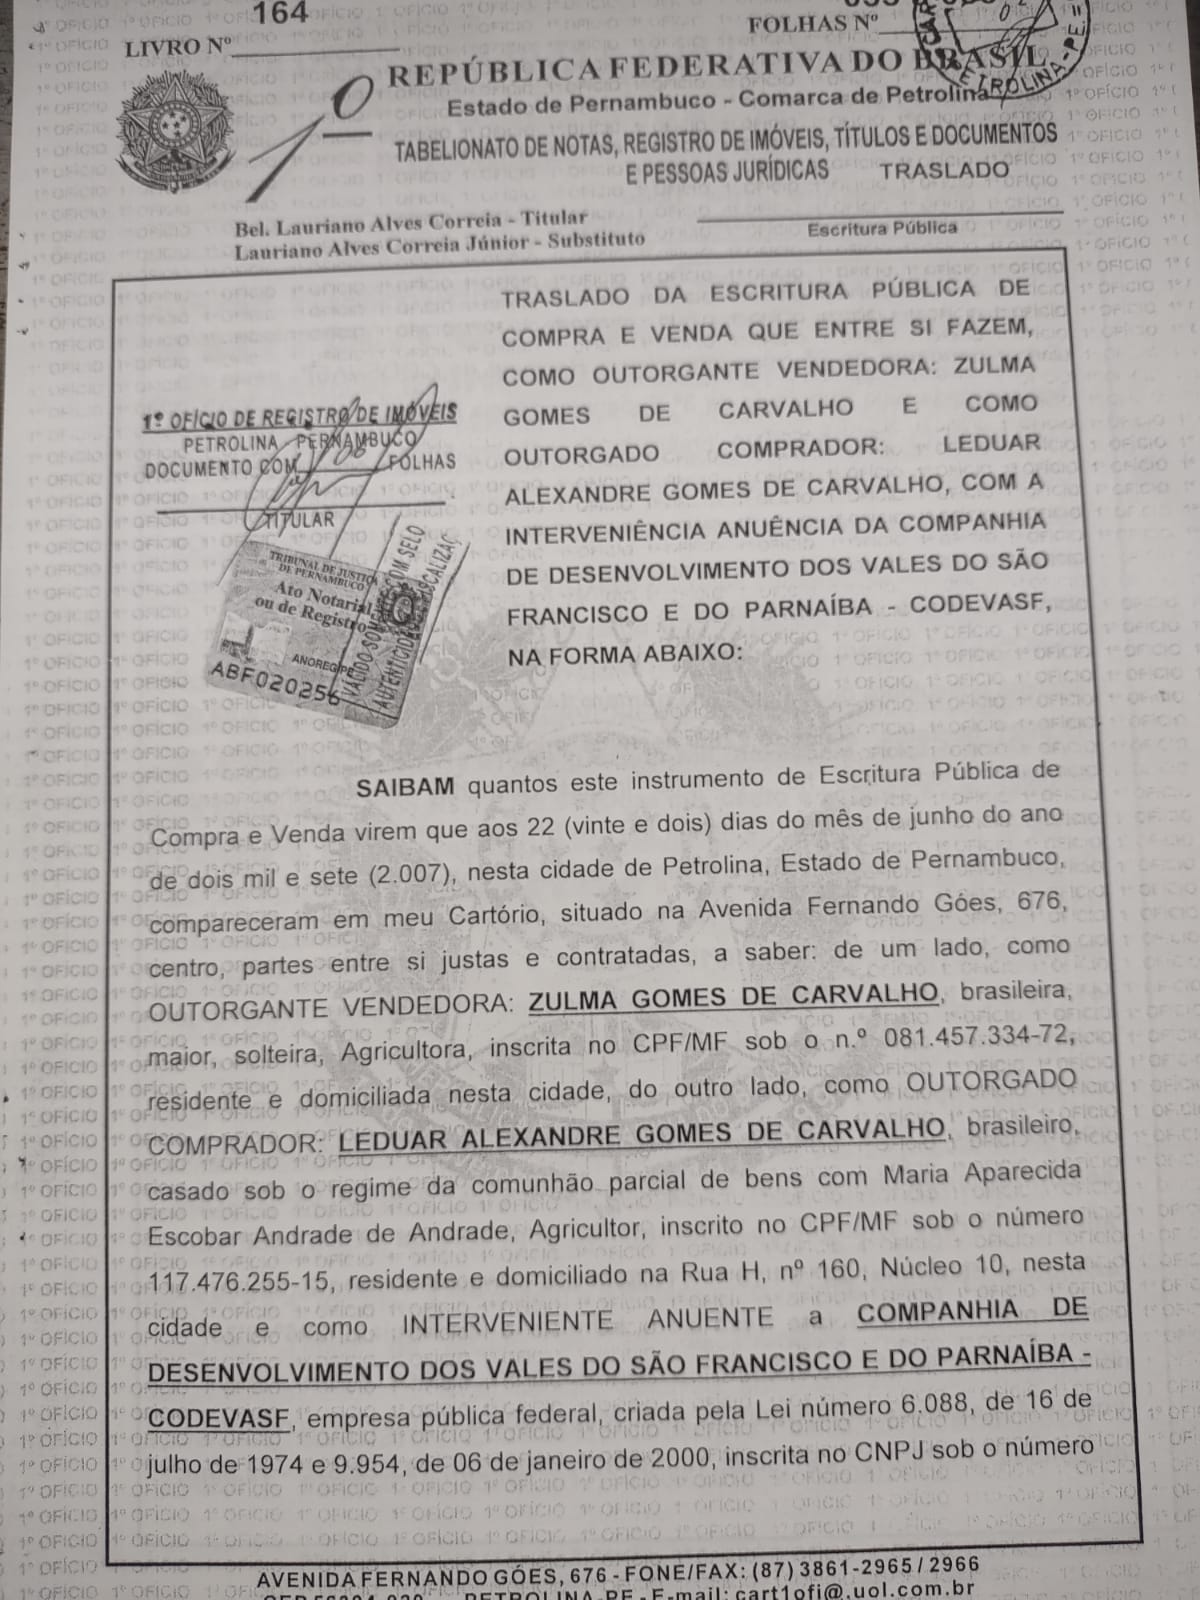 164
LIVRO Nº
FOLHAS Nº
PETROLINA-PE
1º
REPÚBLICA FEDERATIVA DO BRASIL
Estado de Pernambuco - Comarca de Petrolina
TABELIONATO DE NOTAS, REGISTRO DE IMÓVEIS, TÍTULOS E DOCUMENTOS
E PESSOAS JURÍDICAS TRASLADO
Bel. Lauriano Alves Correia - Titular
Lauriano Alves Correia Júnior - Substituto
Escritura Pública
TRASLADO DA ESCRITURA PÚBLICA DE
COMPRA E VENDA QUE ENTRE SI FAZEM,
COMO OUTORGANTE VENDEDORA: ZULMA
GOMES DE CARVALHO E COMO
OUTORGADO COMPRADOR: LEDUAR
ALEXANDRE GOMES DE CARVALHO, COM A
INTERVENIÊNCIA ANUÊNCIA DA COMPANHIA
DE DESENVOLVIMENTO DOS VALES DO SÃO
FRANCISCO E DO PARNAÍBA - CODEVASF,
NA FORMA ABAIXO:
1º OFÍCIO DE REGISTRO DE IMÓVEIS
PETROLINA - PERNAMBUCO
DOCUMENTO COM FOLHAS
TITULAR
TRIBUNAL DE JUSTIÇA
DE PERNAMBUCO
Ato Notarial
ou de Registro
ANOREG/PE
ABF020256
VÁLIDO SOMENTE COM SELO
SAIBAM quantos este instrumento de Escritura Pública de
Compra e Venda virem que aos 22 (vinte e dois) dias do mês de junho do ano
de dois mil e sete (2.007), nesta cidade de Petrolina, Estado de Pernambuco,
compareceram em meu Cartório, situado na Avenida Fernando Góes, 676,
centro, partes entre si justas e contratadas, a saber: de um lado, como
OUTORGANTE VENDEDORA: ZULMA GOMES DE CARVALHO, brasileira,
maior, solteira, Agricultora, inscrita no CPF/MF sob o n.º 081.457.334-72,
residente e domiciliada nesta cidade, do outro lado, como OUTORGADO
COMPRADOR: LEDUAR ALEXANDRE GOMES DE CARVALHO, brasileiro,
casado sob o regime da comunhão parcial de bens com Maria Aparecida
Escobar Andrade de Andrade, Agricultor, inscrito no CPF/MF sob o número
117.476.255-15, residente e domiciliado na Rua H, nº 160, Núcleo 10, nesta
cidade e como INTERVENIENTE ANUENTE a COMPANHIA DE
DESENVOLVIMENTO DOS VALES DO SÃO FRANCISCO E DO PARNAÍBA -
CODEVASF, empresa pública federal, criada pela Lei número 6.088, de 16 de
julho de 1974 e 9.954, de 06 de janeiro de 2000, inscrita no CNPJ sob o número
AVENIDA FERNANDO GÓES, 676 - FONE/FAX: (87) 3861-2965 / 2966
PETROLINA-PE - E-mail: cart1ofi@.uol.com.br